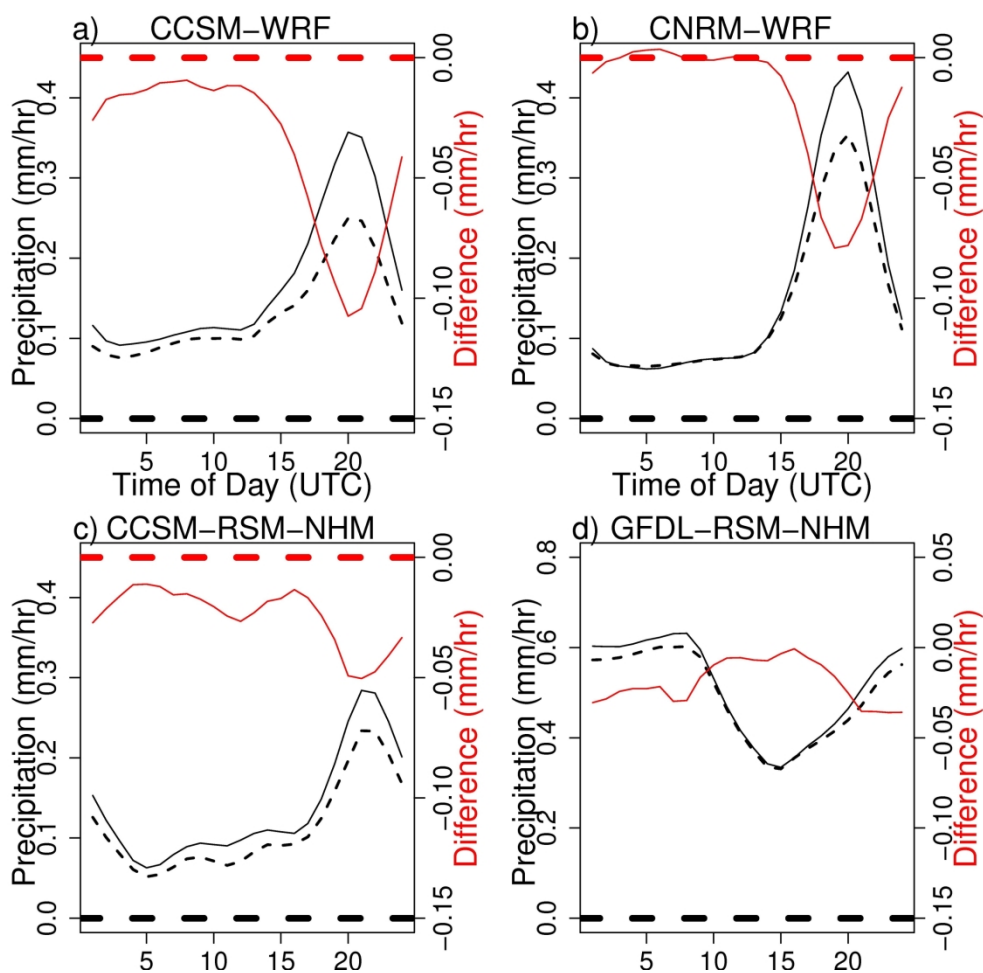 a) CCSM−WRF
Precipitation (mm/hr)
0.0 0.1 0.2 0.3 0.4
5 10 15 20
Time of Day (UTC)
−0.15 −0.10 −0.05 0.00
Difference (mm/hr)
b) CNRM−WRF
Precipitation (mm/hr)
0.0 0.1 0.2 0.3 0.4
5 10 15 20
Time of Day (UTC)
−0.15 −0.10 −0.05 0.00
Difference (mm/hr)
c) CCSM−RSM−NHM
Precipitation (mm/hr)
0.0 0.1 0.2 0.3 0.4
5 10 15 20
−0.15 −0.10 −0.05 0.00
Difference (mm/hr)
d) GFDL−RSM−NHM
Precipitation (mm/hr)
0.0 0.2 0.4 0.6 0.8
5 10 15 20
−0.15 −0.10 −0.05 0.00 0.05
Difference (mm/hr)